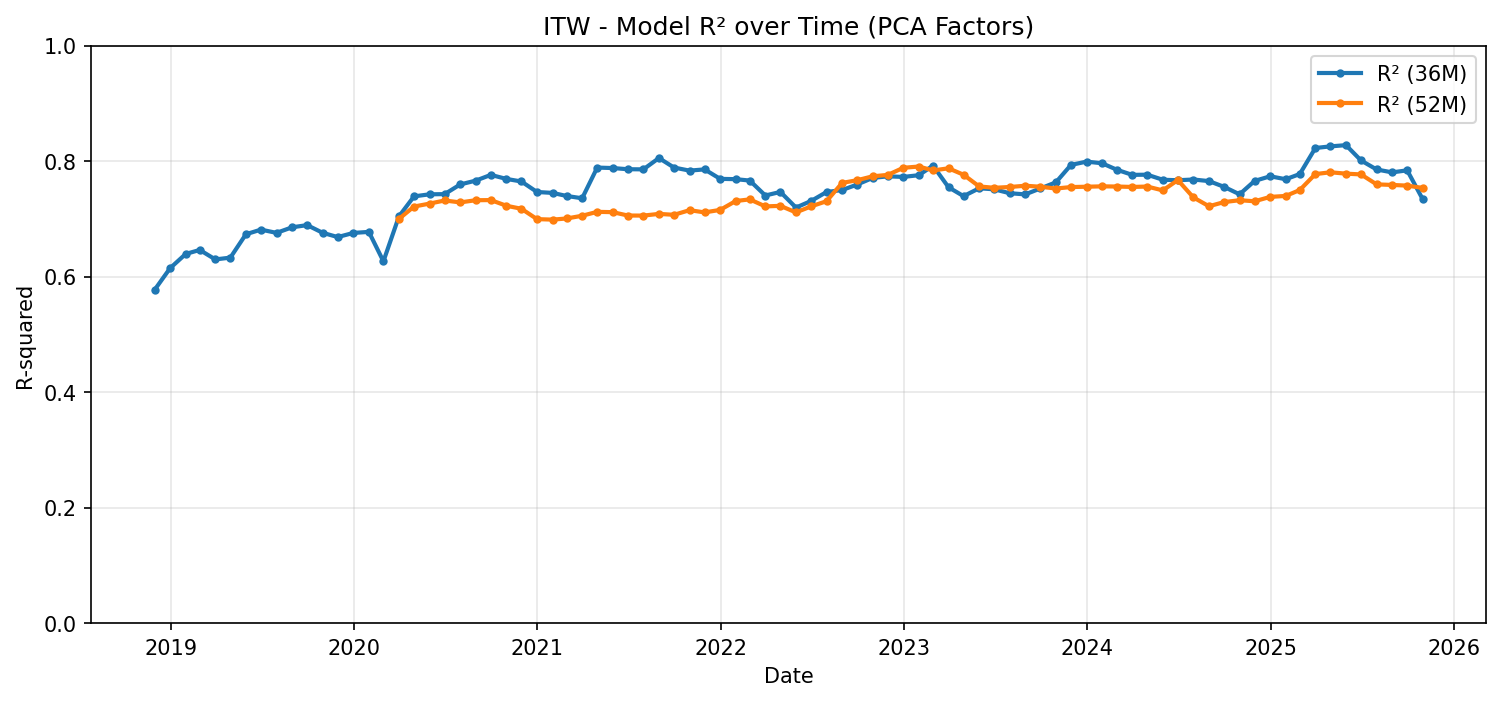 ITW - Model R² over Time (PCA Factors)
R² (36M)
R² (52M)
R-squared
1.0
0.8
0.6
0.4
0.2
0.0
2019 2020 2021 2022 2023 2024 2025 2026
Date